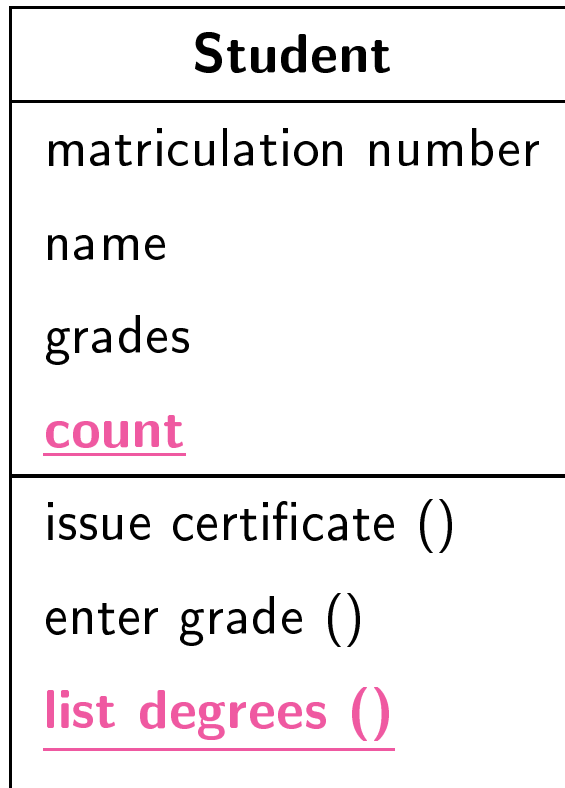 Student
matriculation number
name
grades
count
issue certificate ()
enter grade ()
list degrees ()